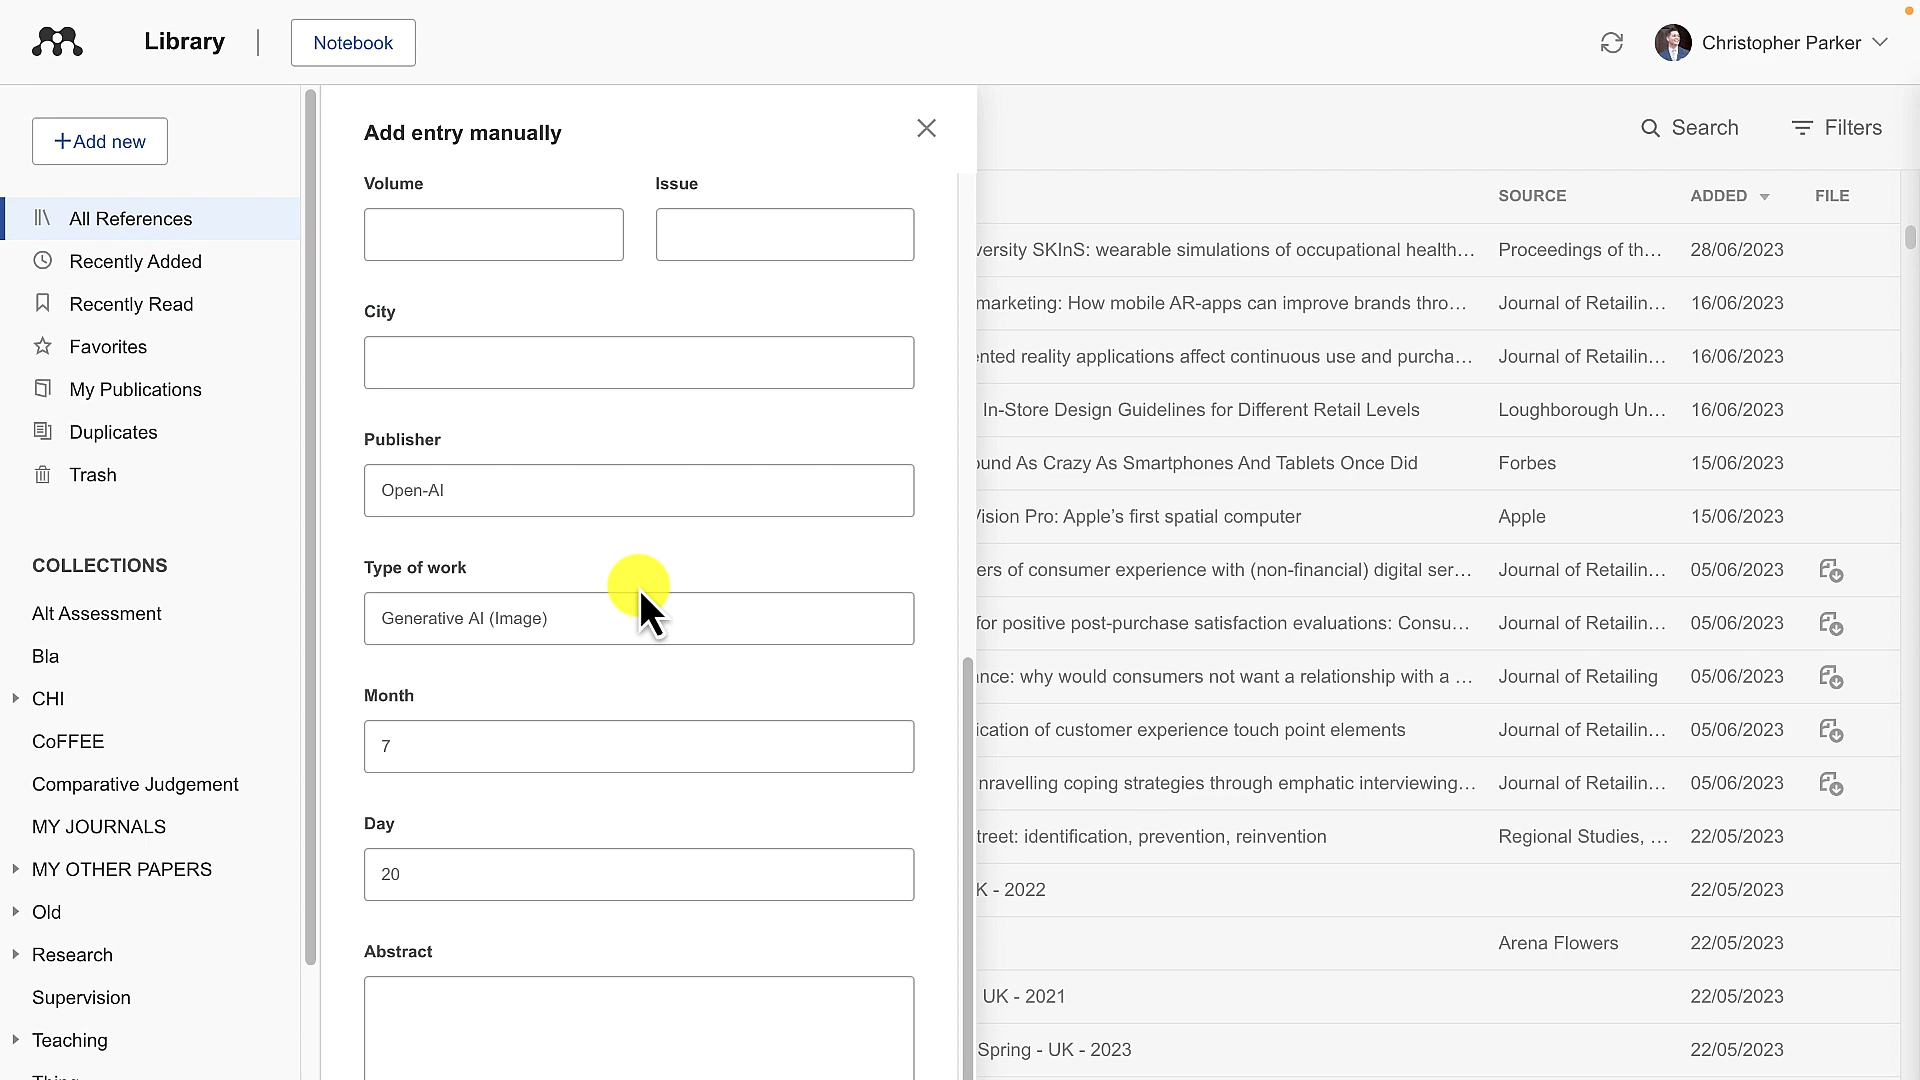 Library
Notebook
Christopher Parker
Add new
All References
Recently Added
Recently Read
Favorites
My Publications
Duplicates
Trash
COLLECTIONS
Alt Assessment
Bla
CHI
CoFFEE
Comparative Judgement
MY JOURNALS
MY OTHER PAPERS
Old
Research
Supervision
Teaching
Add entry manually
Volume
Issue
City
Publisher
Open-AI
Type of work
Generative AI (Image)
Month
7
Day
20
Abstract
Search
Filters
SOURCE ADDED FILE
versity SKInS: wearable simulations of occupational health... Proceedings of th... 28/06/2023
marketing: How mobile AR-apps can improve brands thro... Journal of Retailin... 16/06/2023
ented reality applications affect continuous use and purcha... Journal of Retailin... 16/06/2023
In-Store Design Guidelines for Different Retail Levels Loughborough Un... 16/06/2023
ound As Crazy As Smartphones And Tablets Once Did Forbes 15/06/2023
Vision Pro: Apple’s first spatial computer Apple 15/06/2023
ers of consumer experience with (non-financial) digital ser... Journal of Retailin... 05/06/2023
for positive post-purchase satisfaction evaluations: Consu... Journal of Retailin... 05/06/2023
ance: why would consumers not want a relationship with a ... Journal of Retailing 05/06/2023
ication of customer experience touch point elements Journal of Retailin... 05/06/2023
nravelling coping strategies through emphatic interviewing... Journal of Retailin... 05/06/2023
treet: identification, prevention, reinvention Regional Studies, ... 22/05/2023
K - 2022 22/05/2023
Arena Flowers 22/05/2023
UK - 2021 22/05/2023
Spring - UK - 2023 22/05/2023